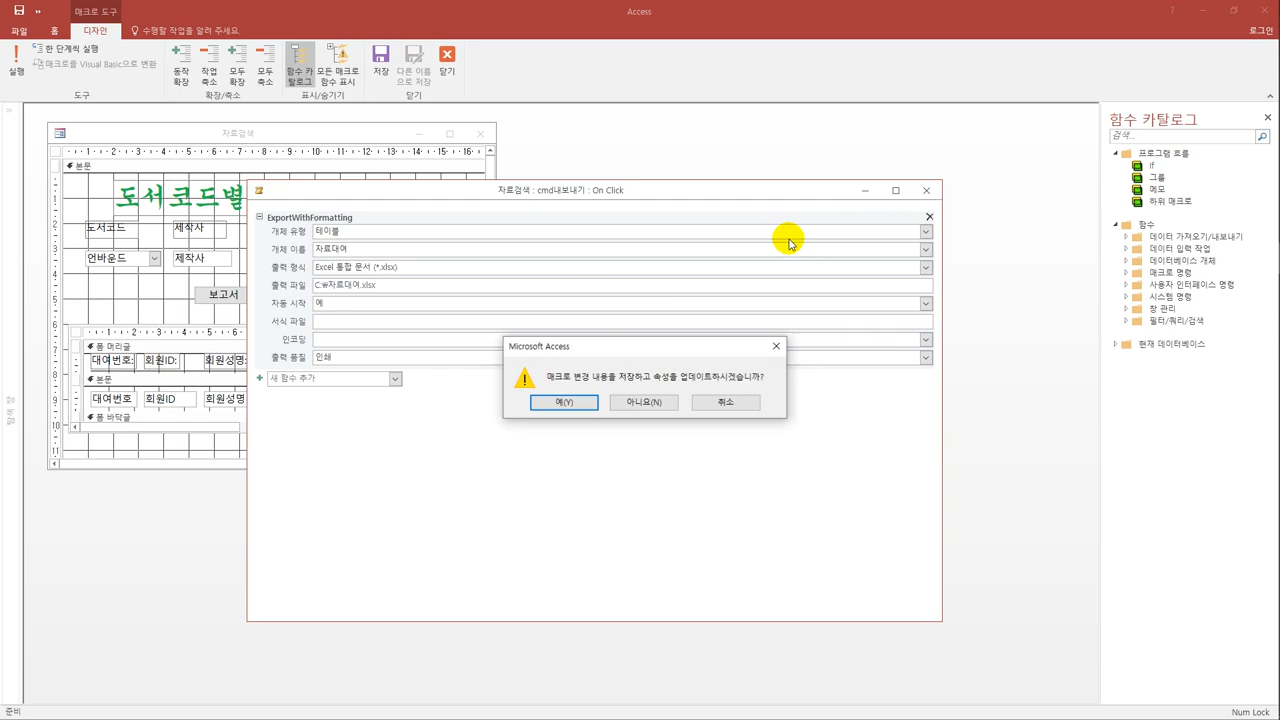 매크로 도구
Access
파일
홈
디자인
수행할 작업을 알려 주세요.
로그인
실행
한 단계씩 실행
매크로를 Visual Basic으로 변환
동작 확장
작업 축소
모두 확장
모두 축소
함수 카탈로그
모든 매크로 함수 표시
저장
다른 이름으로 저장
닫기
도구
확장/축소
표시/숨기기
닫기
자료검색
본문
도서코드별
도서코드
제작사
언바운드
제작사
보고서
폼 머리글
대여번호:
회원ID:
회원성명:
본문
대여번호
회원ID
회원성명
폼 바닥글
자료검색 : cmd내보내기 : On Click
ExportWithFormatting
개체 유형 테이블
개체 이름 자료대여
출력 형식 Excel 통합 문서 (*.xlsx)
출력 파일 C:₩자료대여.xlsx
자동 시작 예
서식 파일
인코딩
출력 품질 인쇄
새 함수 추가
Microsoft Access
매크로 변경 내용을 저장하고 속성을 업데이트하시겠습니까?
예(Y)
아니요(N)
취소
함수 카탈로그
검색...
프로그램 흐름
If
그룹
메모
하위 매크로
함수
데이터 가져오기/내보내기
데이터 입력 작업
데이터베이스 개체
매크로 명령
사용자 인터페이스 명령
시스템 명령
창 관리
필터/쿼리/검색
현재 데이터베이스
준비
Num Lock